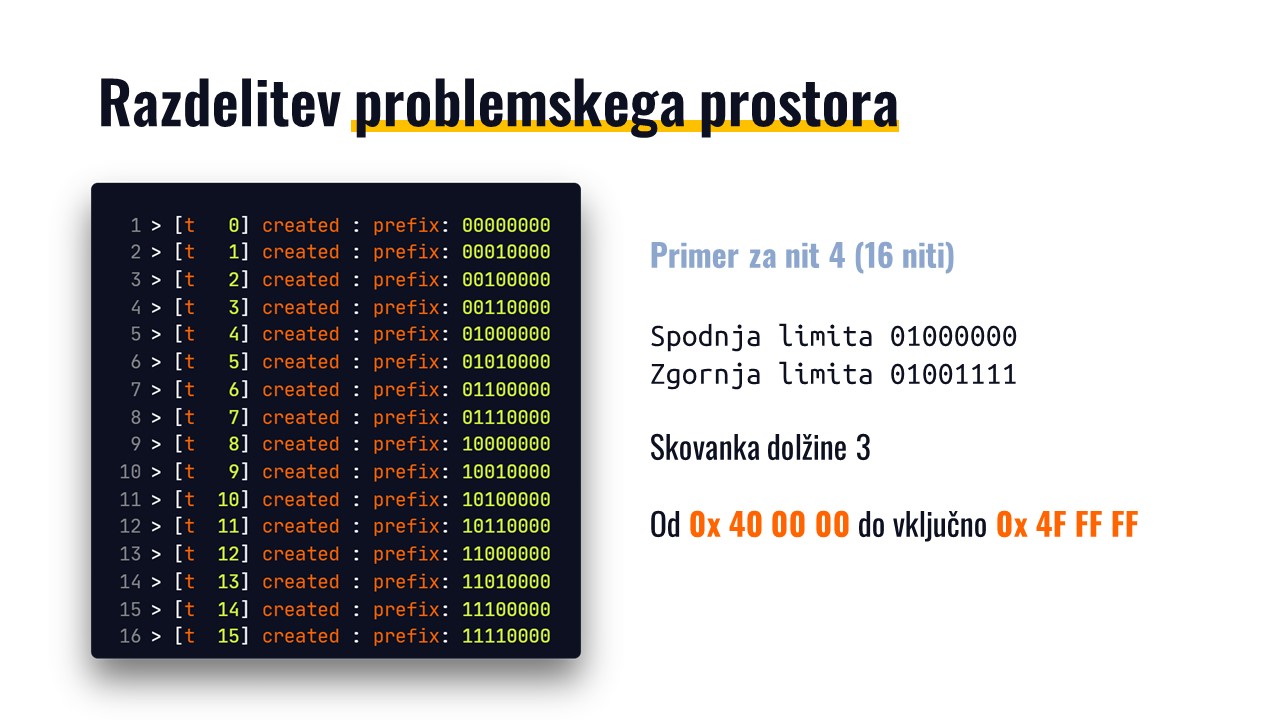 Razdelitev problemskega prostora
1 > [t 0] created : prefix: 00000000
2 > [t 1] created : prefix: 00010000
3 > [t 2] created : prefix: 00100000
4 > [t 3] created : prefix: 00110000
5 > [t 4] created : prefix: 01000000
6 > [t 5] created : prefix: 01010000
7 > [t 6] created : prefix: 01100000
8 > [t 7] created : prefix: 01110000
9 > [t 8] created : prefix: 10000000
10 > [t 9] created : prefix: 10010000
11 > [t 10] created : prefix: 10100000
12 > [t 11] created : prefix: 10110000
13 > [t 12] created : prefix: 11000000
14 > [t 13] created : prefix: 11010000
15 > [t 14] created : prefix: 11100000
16 > [t 15] created : prefix: 11110000
Primer za nit 4 (16 niti)
Spodnja limita 01000000
Zgornja limita 01001111
Skovanka dolžine 3
Od 0x 40 00 00 do vključno 0x 4F FF FF